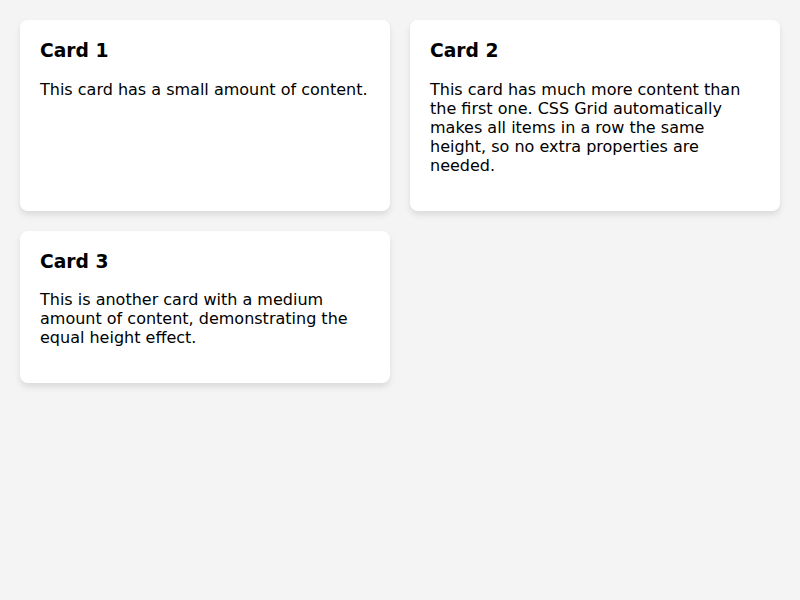 Card 1
This card has a small amount of content.
Card 2
This card has much more content than
the first one. CSS Grid automatically
makes all items in a row the same
height, so no extra properties are
needed.
Card 3
This is another card with a medium
amount of content, demonstrating the
equal height effect.